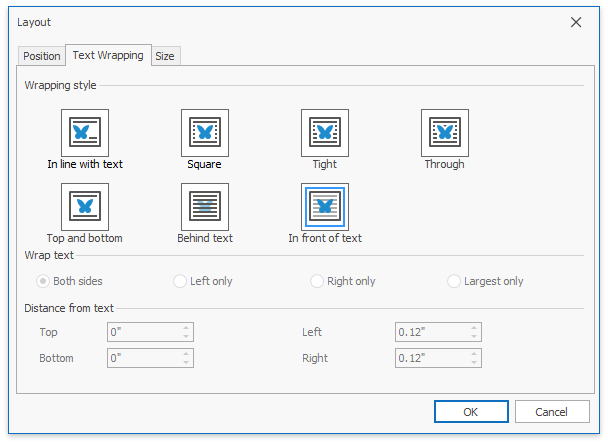 Layout
Position Text Wrapping Size
Wrapping style
In line with text Square Tight Through
Top and bottom Behind text In front of text
Wrap text
Both sides Left only Right only Largest only
Distance from text
Top 0" Left 0.12"
Bottom 0" Right 0.12"
OK Cancel